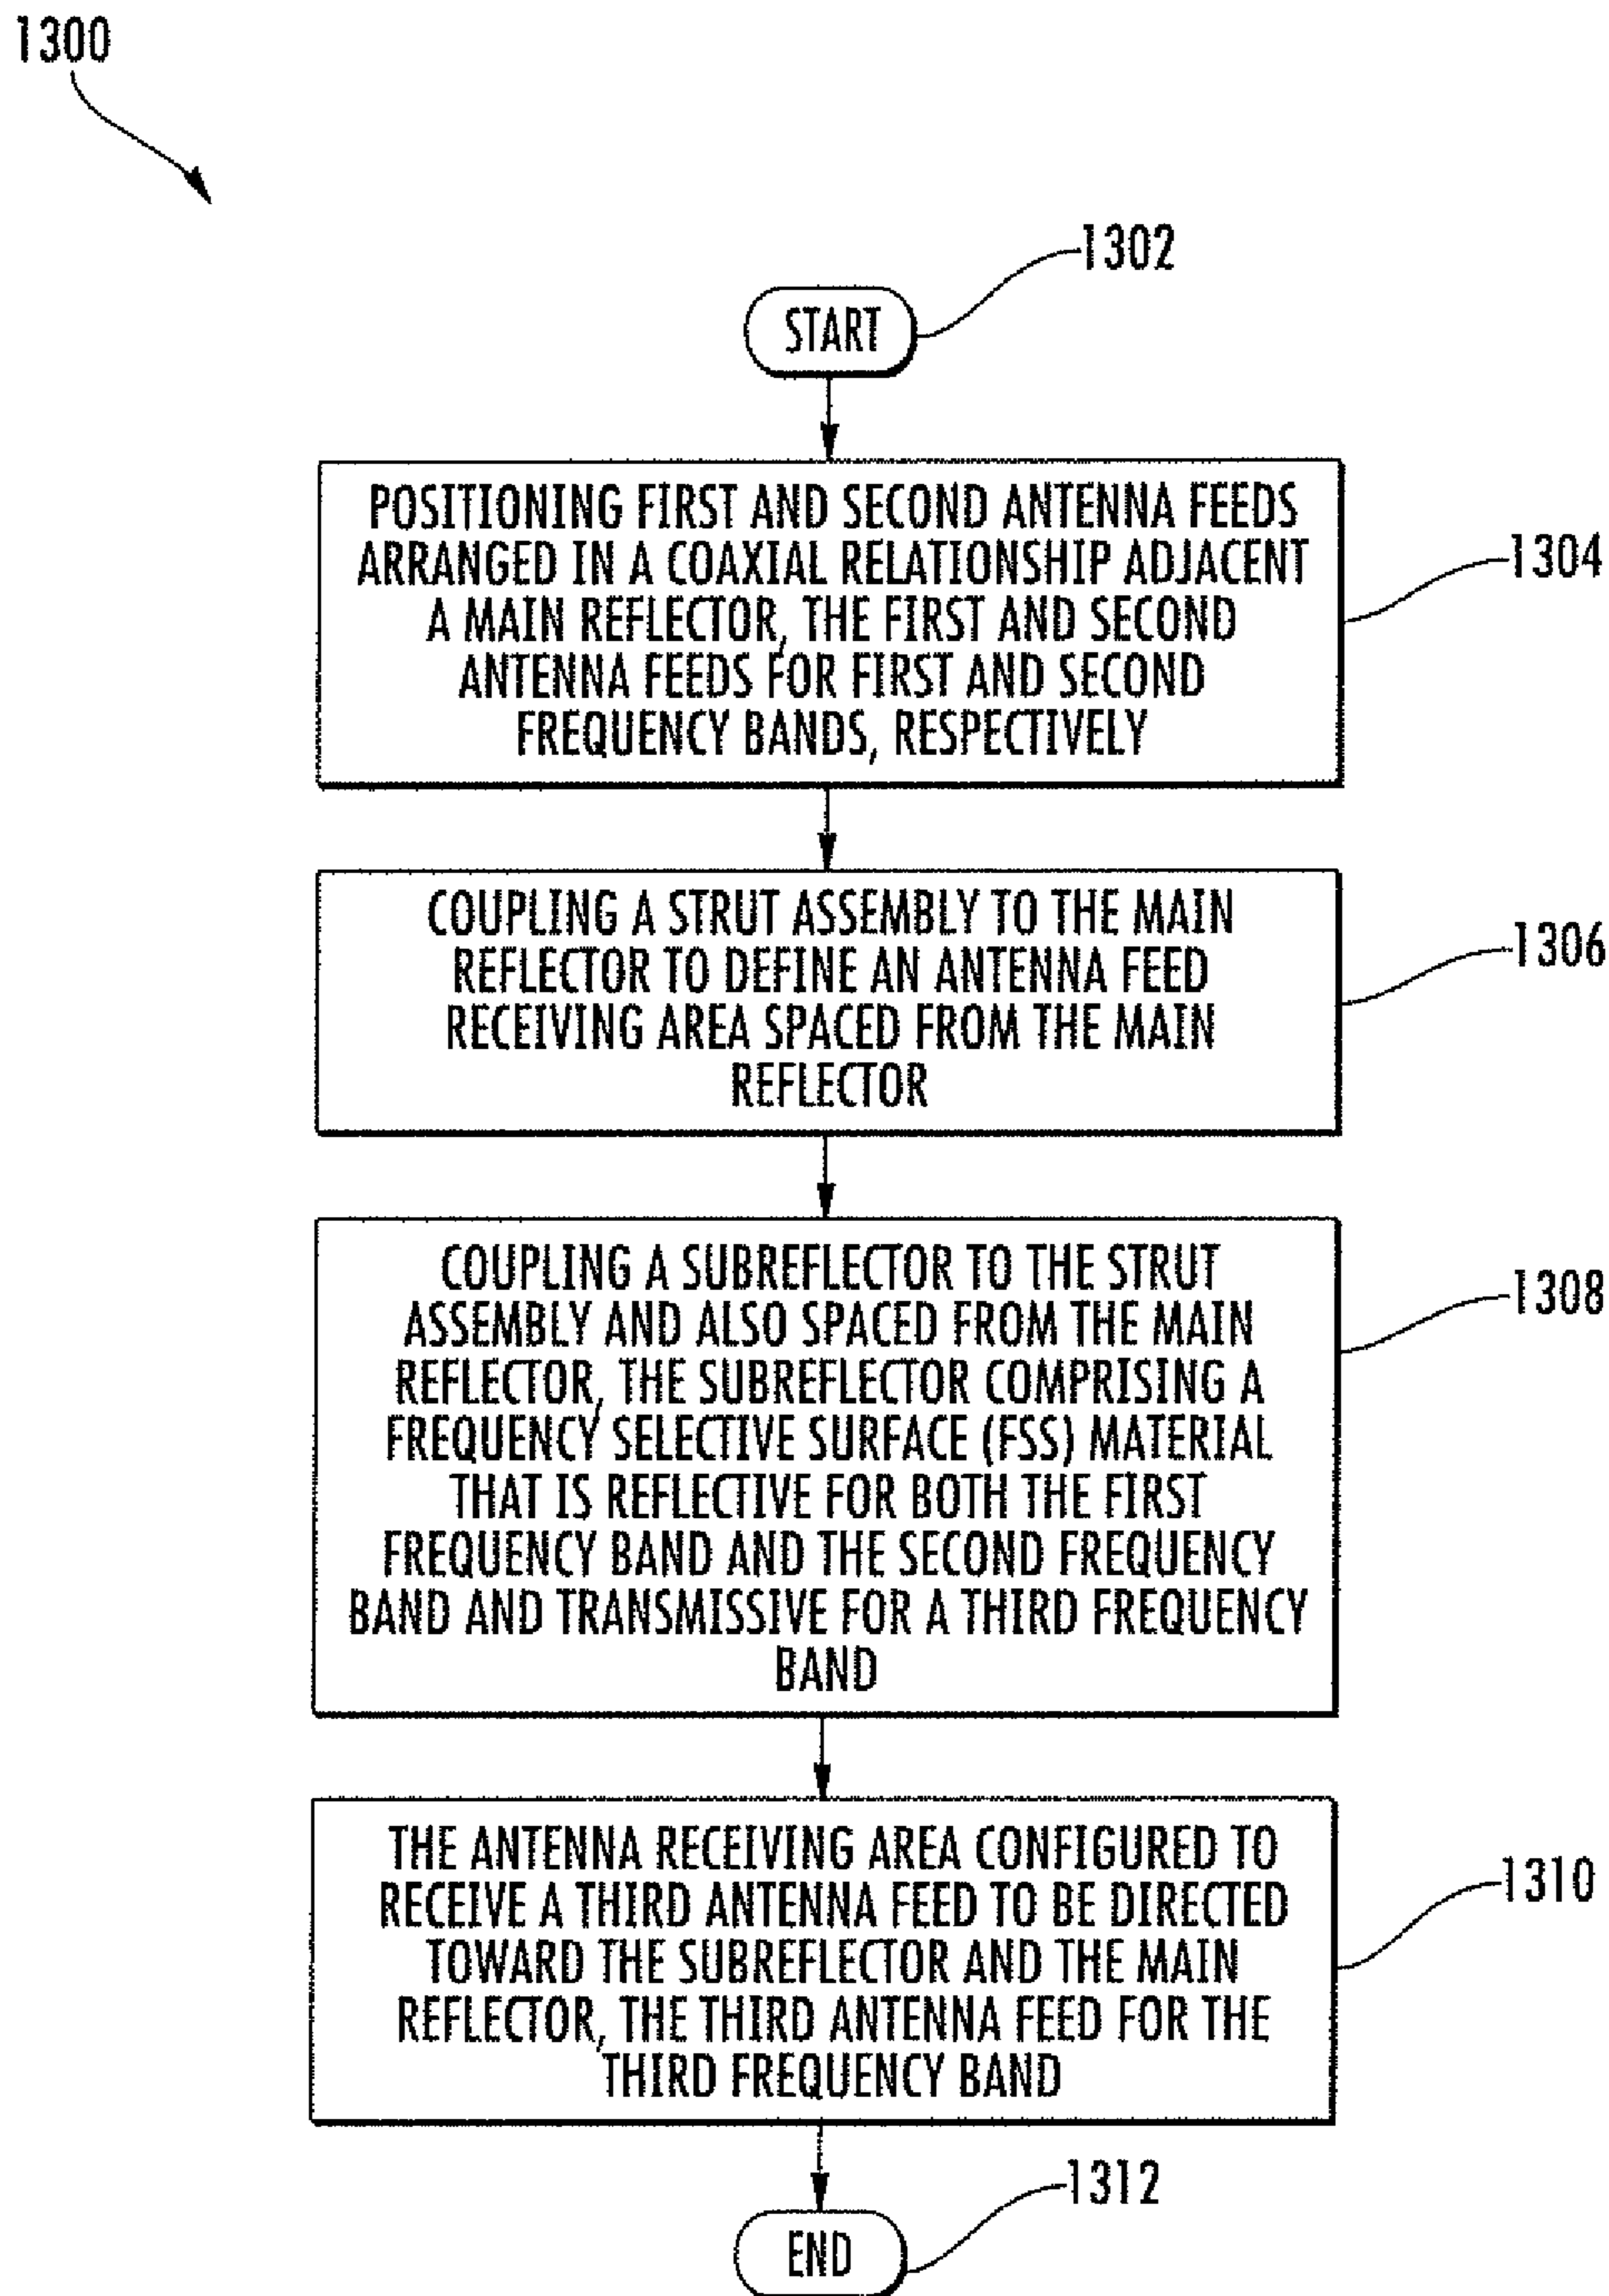 1300
1302
START
POSITIONING FIRST AND SECOND ANTENNA FEEDS
ARRANGED IN A COAXIAL RELATIONSHIP ADJACENT
A MAIN REFLECTOR, THE FIRST AND SECOND
ANTENNA FEEDS FOR FIRST AND SECOND
FREQUENCY BANDS, RESPECTIVELY
1304
COUPLING A STRUT ASSEMBLY TO THE MAIN
REFLECTOR TO DEFINE AN ANTENNA FEED
RECEIVING AREA SPACED FROM THE MAIN
REFLECTOR
1306
COUPLING A SUBREFLECTOR TO THE STRUT
ASSEMBLY AND ALSO SPACED FROM THE MAIN
REFLECTOR, THE SUBREFLECTOR COMPRISING A
FREQUENCY SELECTIVE SURFACE (FSS) MATERIAL
THAT IS REFLECTIVE FOR BOTH THE FIRST
FREQUENCY BAND AND THE SECOND FREQUENCY
BAND AND TRANSMISSIVE FOR A THIRD FREQUENCY
BAND
1308
THE ANTENNA RECEIVING AREA CONFIGURED TO
RECEIVE A THIRD ANTENNA FEED TO BE DIRECTED
TOWARD THE SUBREFLECTOR AND THE MAIN
REFLECTOR, THE THIRD ANTENNA FEED FOR THE
THIRD FREQUENCY BAND
1310
1312
END